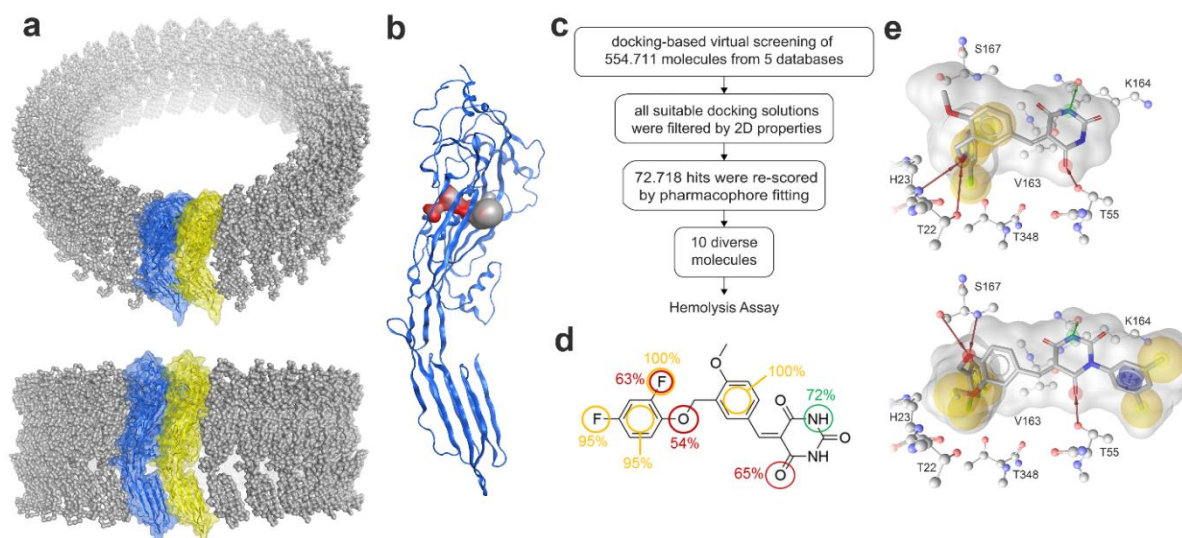 a
b
c
docking-based virtual screening of
554.711 molecules from 5 databases
all suitable docking solutions
were filtered by 2D properties
72.718 hits were re-scored
by pharmacophore fitting
10 diverse
molecules
Hemolysis Assay
d
100%
63%
F
F
95%
95%
O
54%
O
100%
72%
O
NH
O
NH
O
65%
e
S167
K164
H23
V163
T22
T348
T55
S167
K164
H23
V163
T22
T348
T55